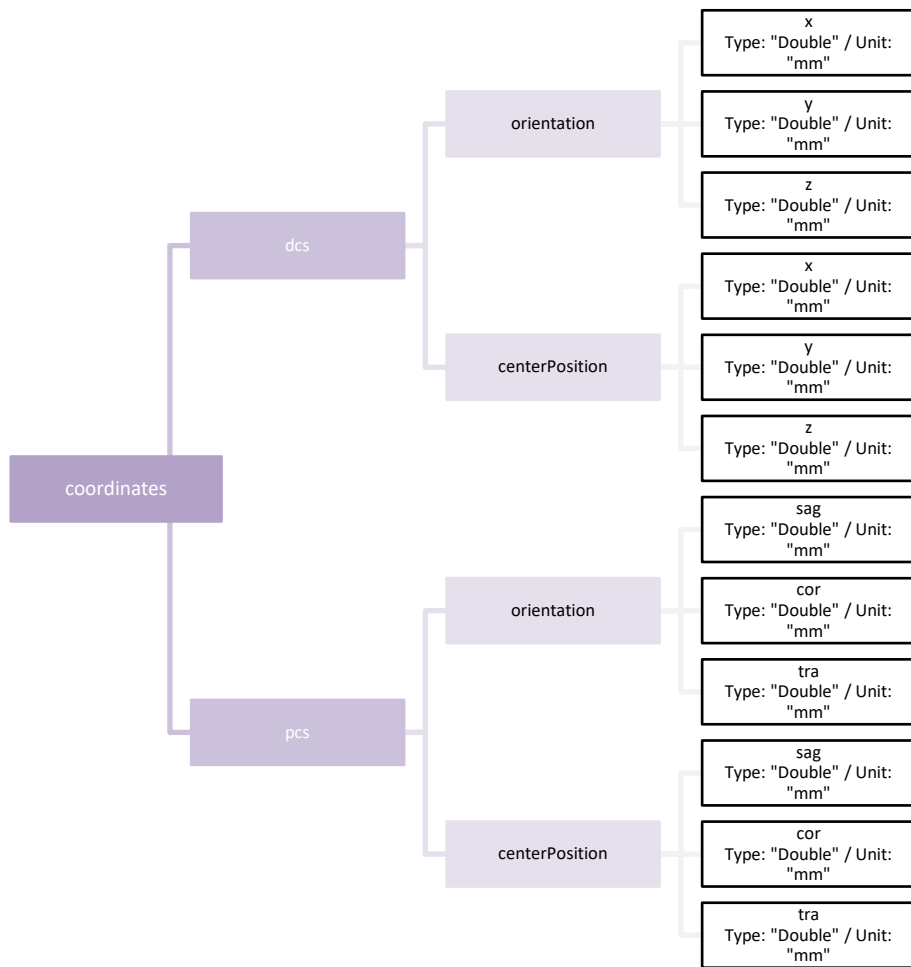 coordinates
dcs
orientation
x
Type: "Double" / Unit:
"mm"
y
Type: "Double" / Unit:
"mm"
z
Type: "Double" / Unit:
"mm"
centerPosition
x
Type: "Double" / Unit:
"mm"
y
Type: "Double" / Unit:
"mm"
z
Type: "Double" / Unit:
"mm"
pcs
orientation
sag
Type: "Double" / Unit:
"mm"
cor
Type: "Double" / Unit:
"mm"
tra
Type: "Double" / Unit:
"mm"
centerPosition
sag
Type: "Double" / Unit:
"mm"
cor
Type: "Double" / Unit:
"mm"
tra
Type: "Double" / Unit:
"mm"